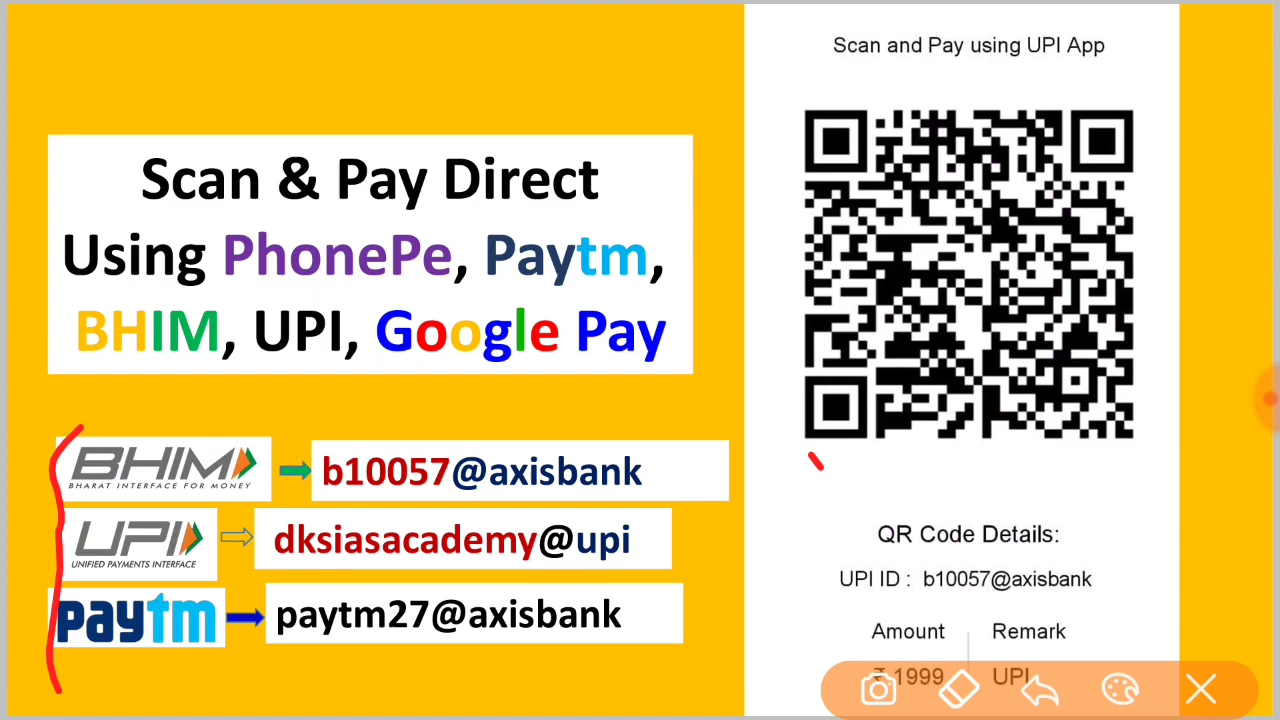 Scan & Pay Direct
Using PhonePe, Paytm,
BHIM, UPI, Google Pay
BHIM
BHARAT INTERFACE FOR MONEY
b10057@axisbank
UPI
UNIFIED PAYMENTS INTERFACE
dksiasacademy@upi
paytm
paytm27@axisbank
Scan and Pay using UPI App
QR Code Details:
UPI ID : b10057@axisbank
Amount Remark
₹ 1999 UPI